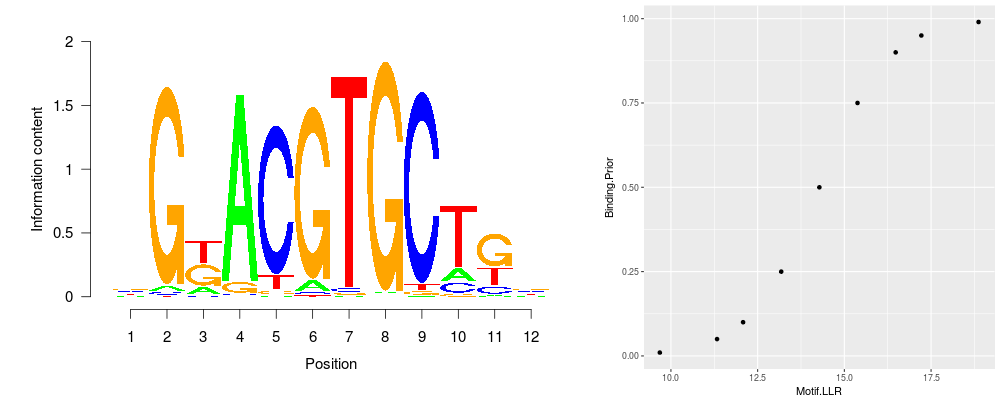 2
1.5
1
0.5
0
Information content
G T G A A G C T G A T G C T T A C G T
1 2 3 4 5 6 7 8 9 10 11 12
Position
1.00
0.75
0.50
0.25
0.00
Binding.Prior
10.0 12.5 15.0 17.5
Motif.LLR